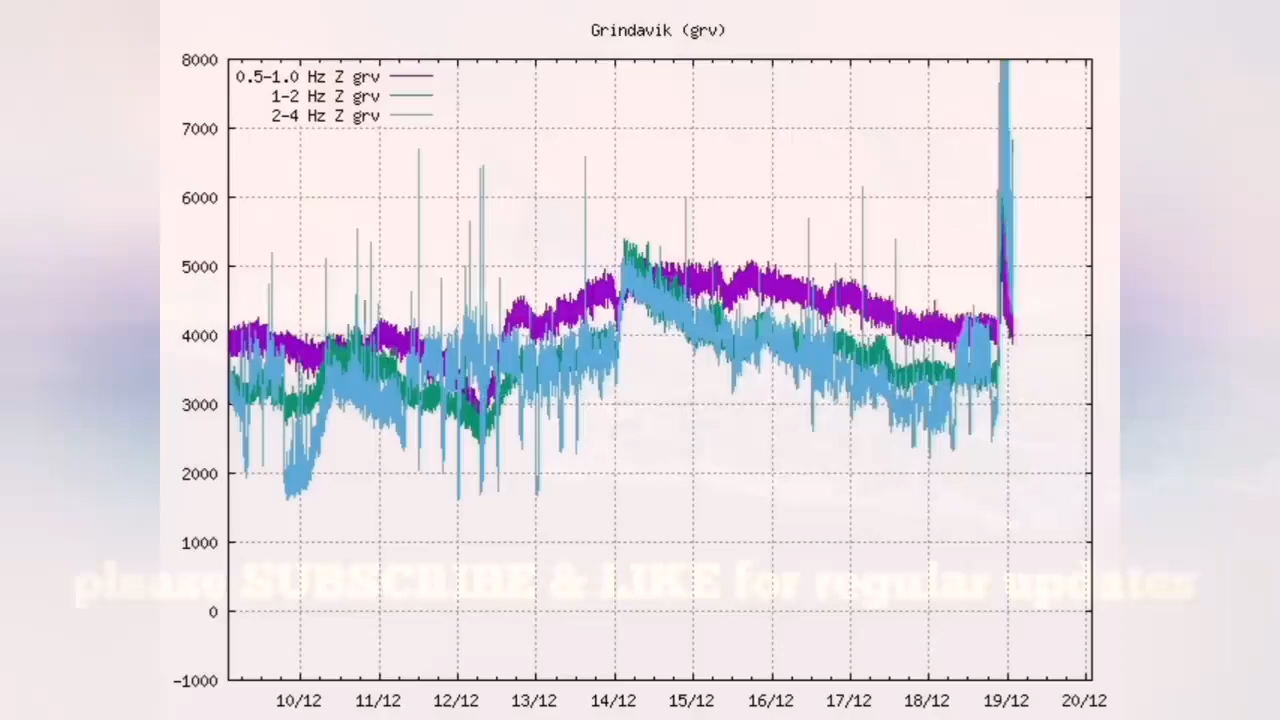 Grindavik (grv)
8000
0.5-1.0 Hz Z grv
1-2 Hz Z grv
2-4 Hz Z grv
7000
6000
5000
4000
3000
2000
1000
please SUBSCRIBE & LIKE for regular updates
0
-1000
10/12 11/12 12/12 13/12 14/12 15/12 16/12 17/12 18/12 19/12 20/12